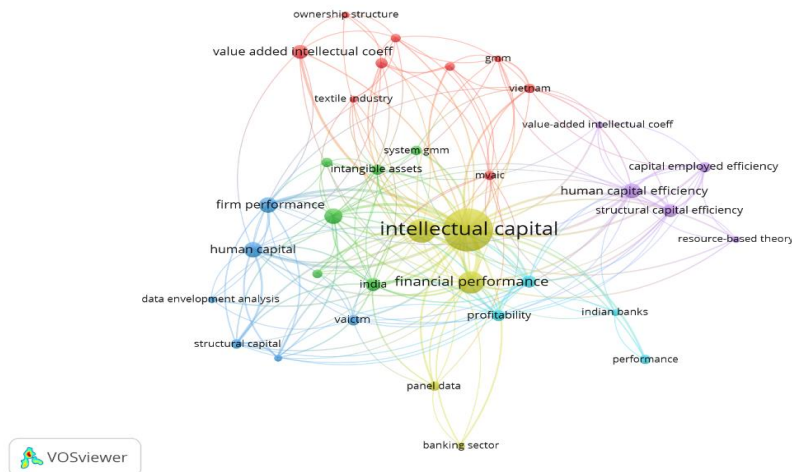 ownership structure
value added intellectual coeff
gmm
vietnam
textile industry
value-added intellectual coeff
system gmm
intangible assets
mvaic
capital employed efficiency
human capital efficiency
firm performance
structural capital efficiency
intellectual capital
resource-based theory
human capital
financial performance
india
data envelopment analysis
vaictm
profitability
indian banks
structural capital
performance
panel data
banking sector
VOSviewer